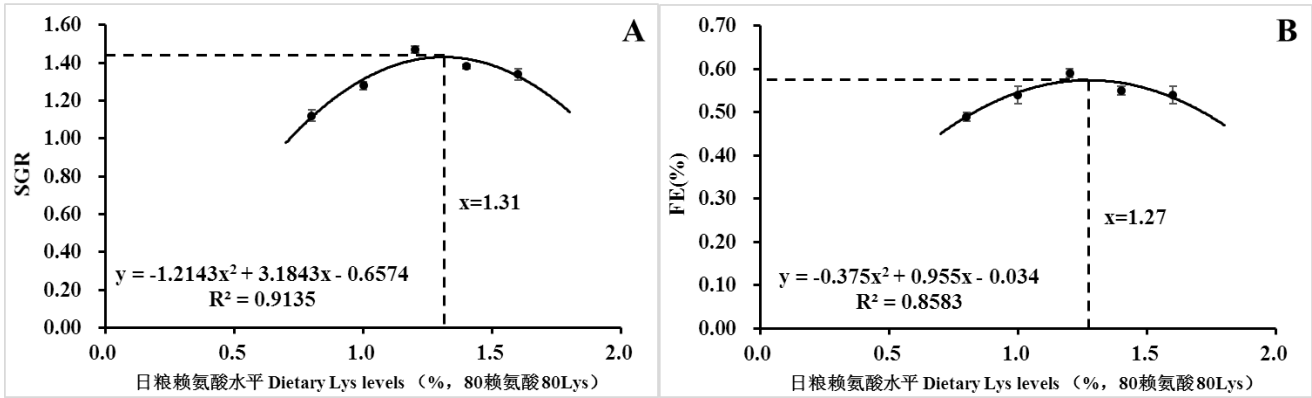 A
1.60
1.40
1.20
1.00
0.80
0.60
0.40
0.20
0.00
SGR
x=1.31
y = -1.2143x² + 3.1843x - 0.6574
R² = 0.9135
0.0 0.5 1.0 1.5 2.0
日粮赖氨酸水平 Dietary Lys levels （%，80赖氨酸80Lys）
B
0.70
0.60
0.50
0.40
0.30
0.20
0.10
0.00
FE(%)
x=1.27
y = -0.375x² + 0.955x - 0.034
R² = 0.8583
0.0 0.5 1.0 1.5 2.0
日粮赖氨酸水平 Dietary Lys levels （%，80赖氨酸80Lys）